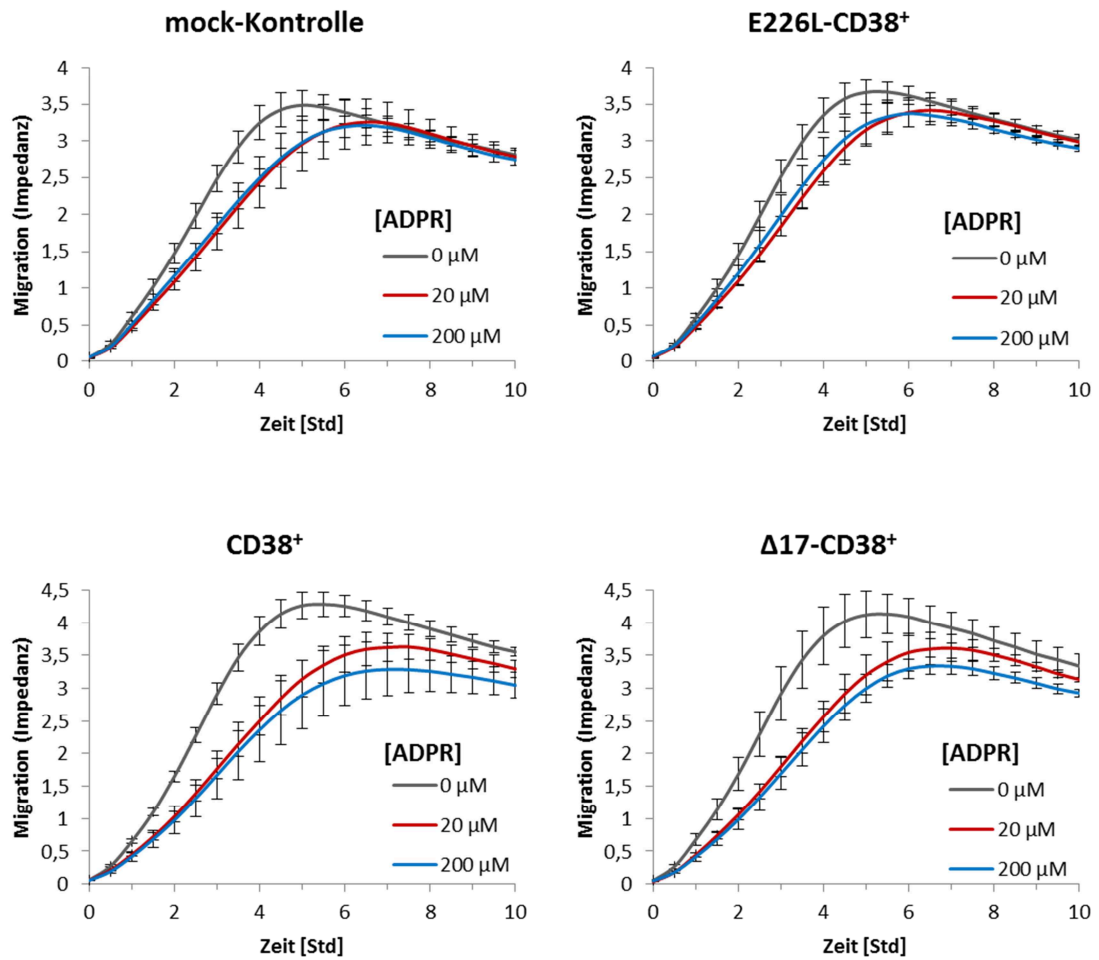 mock-Kontrolle
4
3,5
3
2,5
2
1,5
1
0,5
0
Migration (Impedanz)
[ADPR]
0 µM
20 µM
200 µM
0 2 4 6 8 10
Zeit [Std]
E226L-CD38⁺
4
3,5
3
2,5
2
1,5
1
0,5
0
Migration (Impedanz)
[ADPR]
0 µM
20 µM
200 µM
0 2 4 6 8 10
Zeit [Std]
CD38⁺
4,5
4
3,5
3
2,5
2
1,5
1
0,5
0
Migration (Impedanz)
[ADPR]
0 µM
20 µM
200 µM
0 2 4 6 8 10
Zeit [Std]
Δ17-CD38⁺
4,5
4
3,5
3
2,5
2
1,5
1
0,5
0
Migration (Impedanz)
[ADPR]
0 µM
20 µM
200 µM
0 2 4 6 8 10
Zeit [Std]